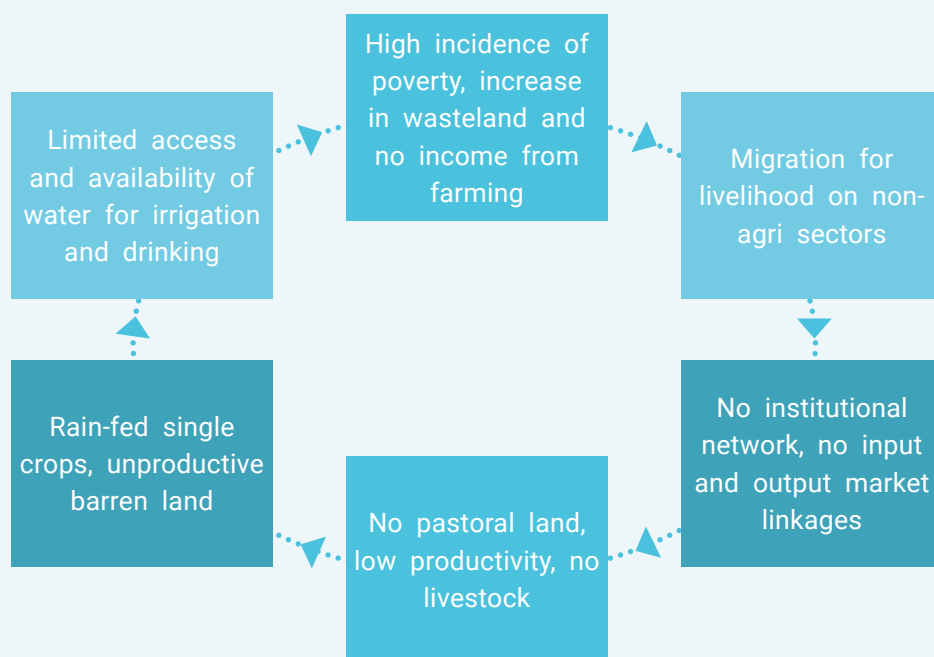 High incidence of
poverty, increase
in wasteland and
no income from
farming
Limited access
and availability of
water for irrigation
and drinking
Migration for
livelihood on non-
agri sectors
Rain-fed single
crops, unproductive
barren land
No pastoral land,
low productivity, no
livestock
No institutional
network, no input
and output market
linkages